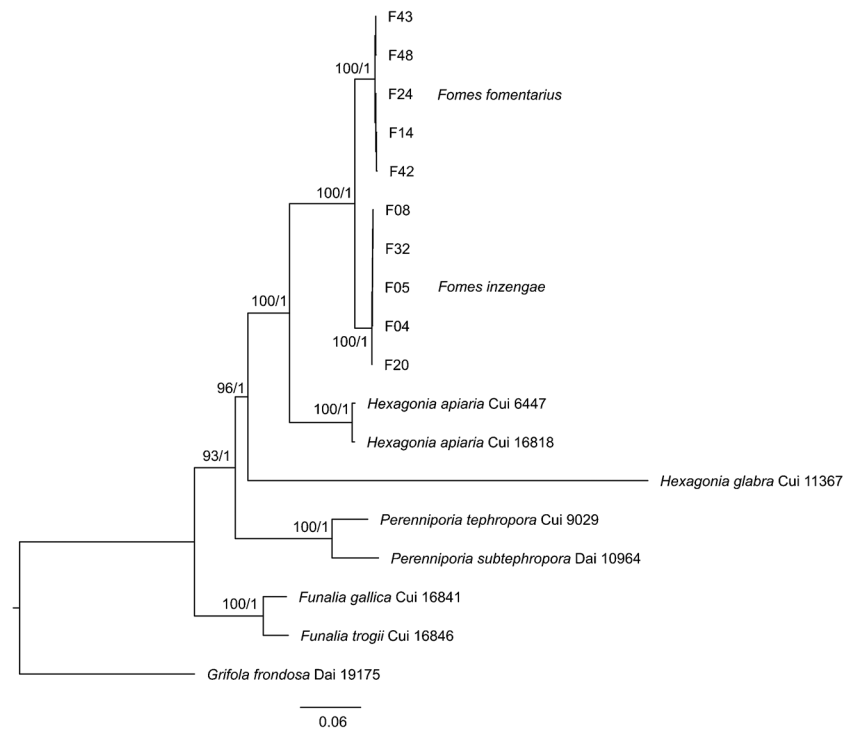 F43
F48
100/1
F24 Fomes fomentarius
F14
F42
100/1
F08
F32
F05 Fomes inzengae
100/1
F04
100/1
F20
96/1
Hexagonia apiaria Cui 6447
100/1
Hexagonia apiaria Cui 16818
93/1
Hexagonia glabra Cui 11367
Perenniporia tephropora Cui 9029
100/1
Perenniporia subtephropora Dai 10964
Funalia gallica Cui 16841
100/1
Funalia trogii Cui 16846
Grifola frondosa Dai 19175
0.06